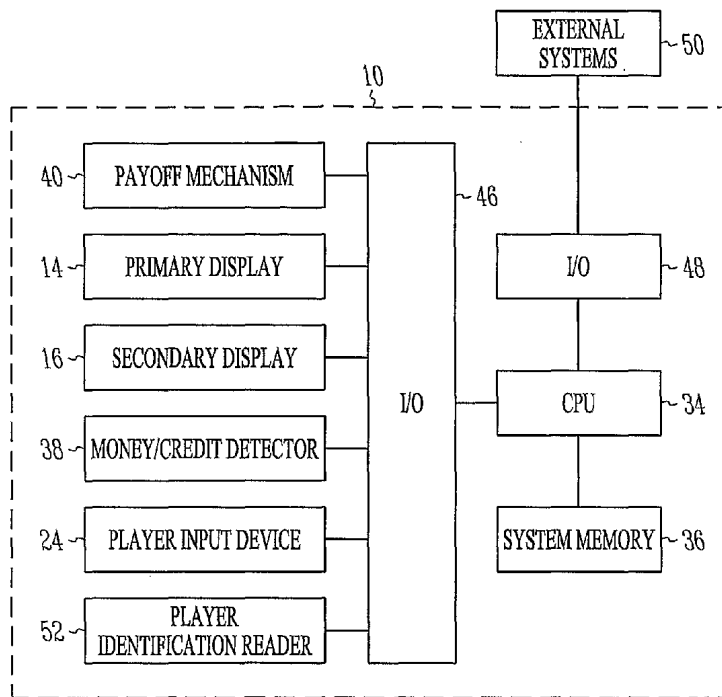 EXTERNAL
SYSTEMS
50
10
40
PAYOFF MECHANISM
46
14
PRIMARY DISPLAY
I/O
48
16
SECONDARY DISPLAY
I/O
CPU
34
38
MONEY/CREDIT DETECTOR
24
PLAYER INPUT DEVICE
SYSTEM MEMORY
36
52
PLAYER
IDENTIFICATION READER